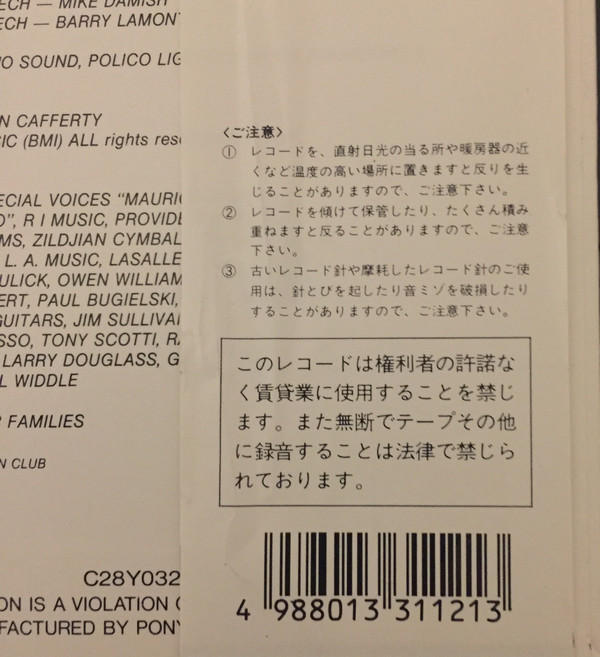 MIKE DAMISH
ECH — BARRY LAMON
SOUND, POLICO
CAFFERTY
(BMI) ALL rights
VOICES "MAURI
R I MUSIC,
ZILDJIAN CYMBAL
L. A. MUSIC, LASALLE
OWEN WILLIAM
PAUL BUGIELSKI,
GUITARS, JIM SULLIVA
TONY SCOTTI,
LARRY DOUGLASS, G
WIDDLE
FAMILIES
CLUB
C28Y032
IS A VIOLATION
BY
〈ご注意〉
① レコードを、直射日光の当る所や暖房器の近
くなど温度の高い場所に置きますと反りを生
じることがありますので、ご注意下さい。
② レコードを傾けて保管したり、たくさん積み
重ねますと反ることがありますので、ご注意
下さい。
③ 古いレコード針や摩耗したレコード針のご使
用は、針とびを起したり音ミゾを破損したり
することがありますので、ご注意下さい。
このレコードは権利者の許諾な
く賃貸業に使用することを禁じ
ます。また無断でテープその他
に録音することは法律で禁じら
れております。
4 988013 311213